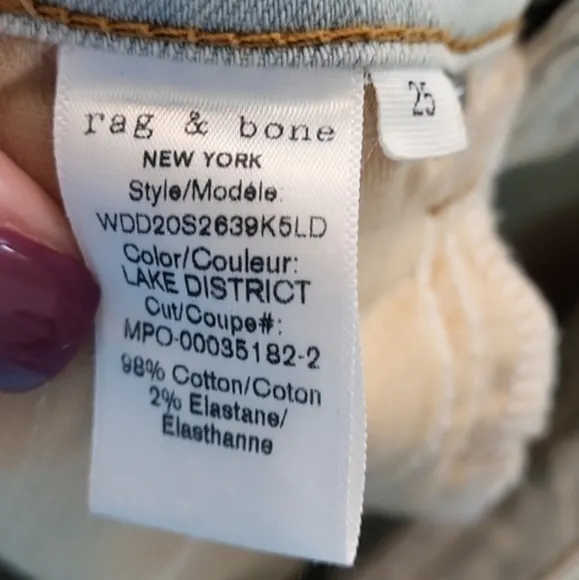 rag & bone
NEW YORK
Style/Modéle:
WDD20S2639K5LD
Color/Couleur:
LAKE DISTRICT
Cut/Coupe#:
MPO-00035182-2
98% Cotton/Coton
2% Elastane/
Elasthanne
25